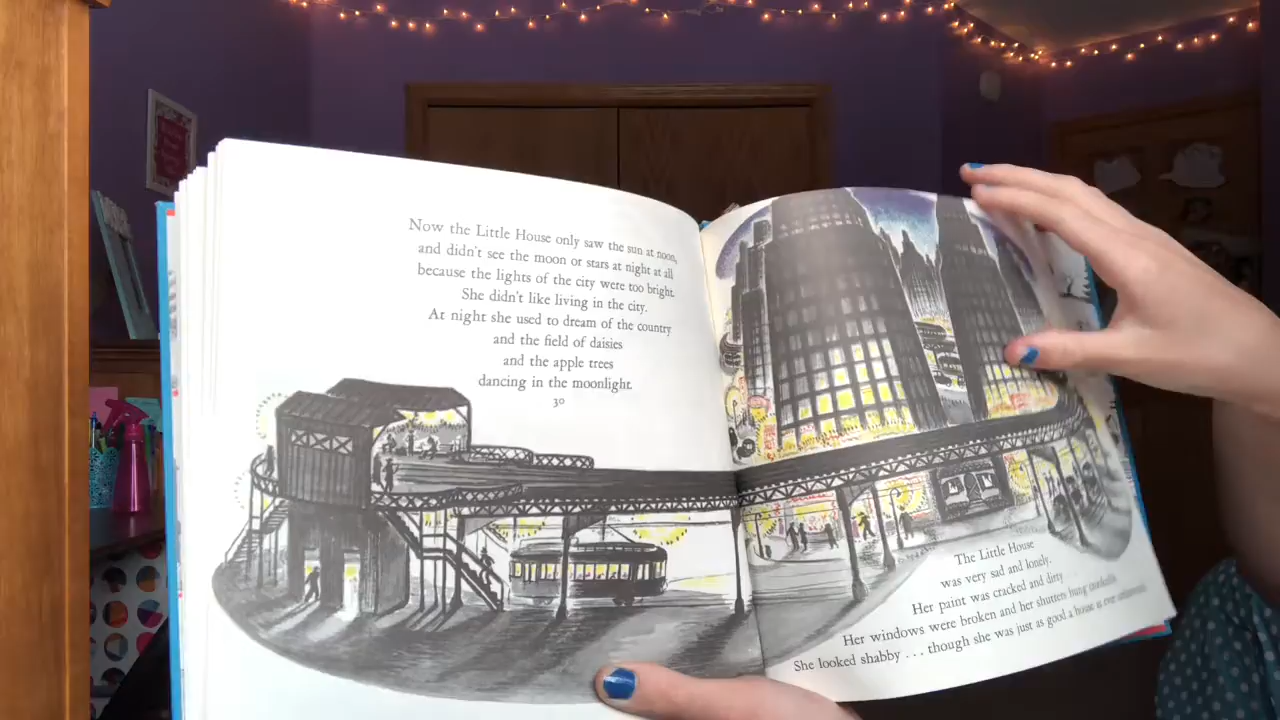 Now the Little House only saw the sun at noon,
and didn't see the moon or stars at night at all
because the lights of the city were too bright.
She didn't like living in the city.
At night she used to dream of the country
and the field of daisies
and the apple trees
dancing in the moonlight.
30
The Little House
was very sad and lonely.
Her paint was cracked and dirty
Her windows were broken and her shutters hung crookedly.
She looked shabby . . . though she was just as good a house as ever underneath.